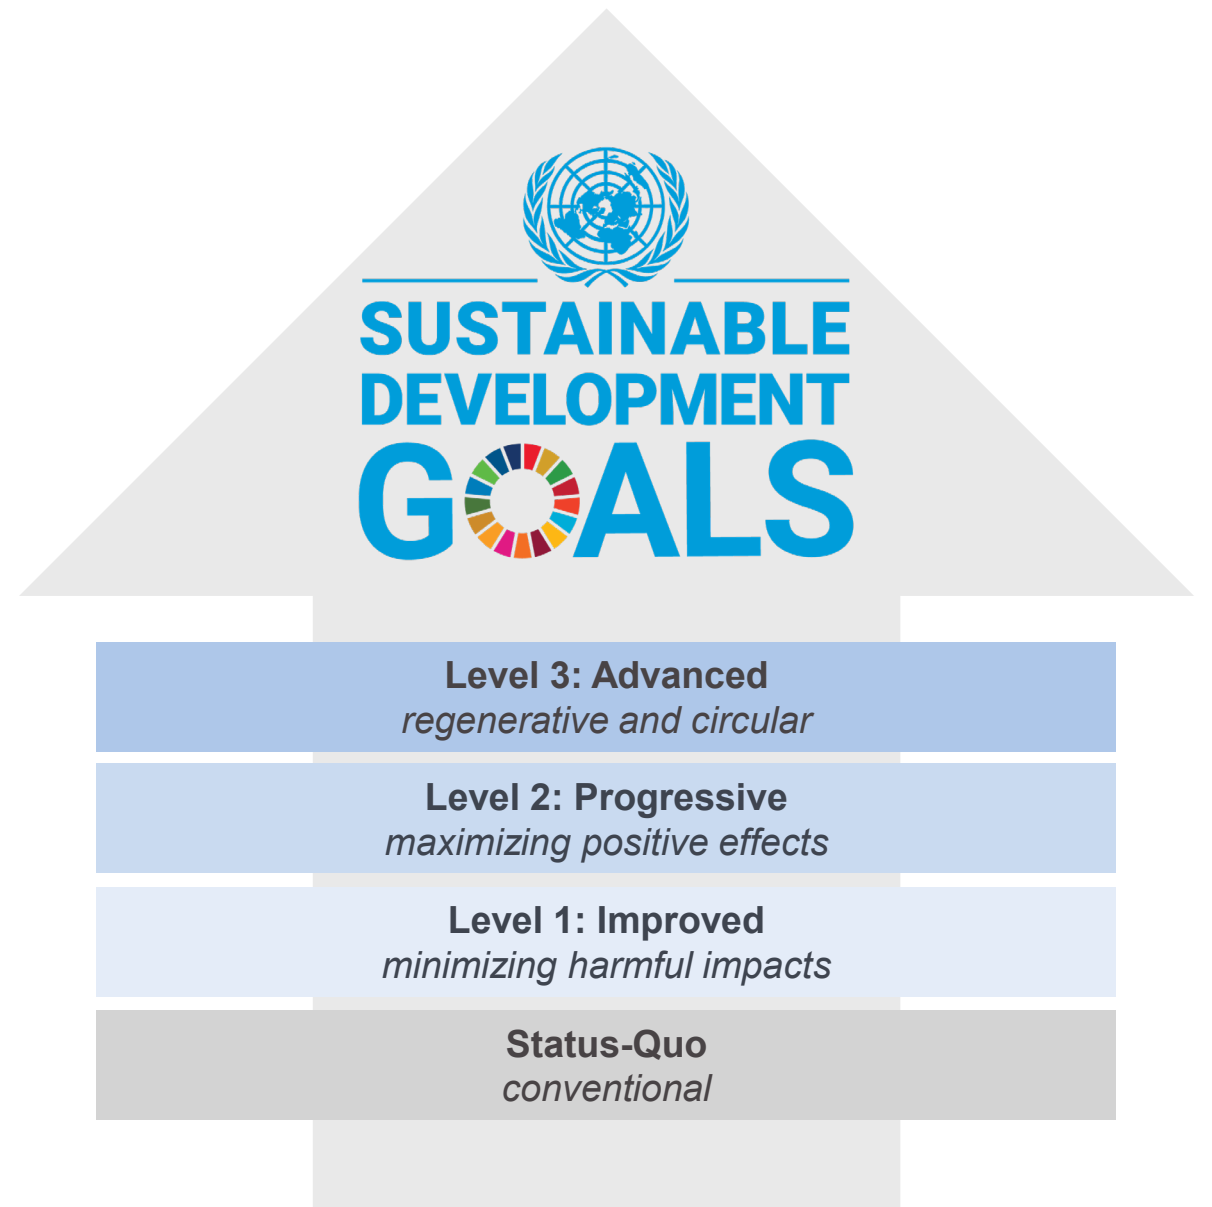 SUSTAINABLE
DEVELOPMENT
GOALS
Level 3: Advanced
regenerative and circular
Level 2: Progressive
maximizing positive effects
Level 1: Improved
minimizing harmful impacts
Status-Quo
conventional